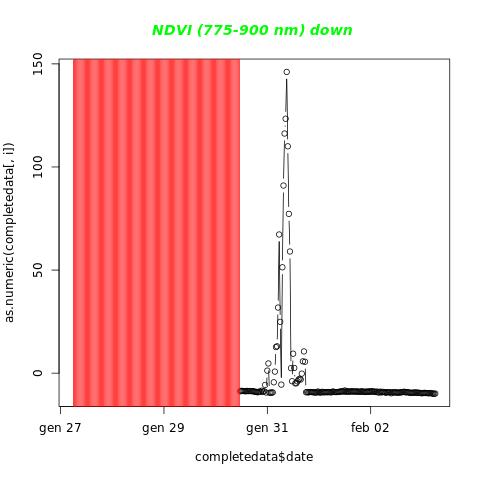 NDVI (775-900 nm) down
as.numeric(completedata[, i])
150
100
50
0
gen 27 gen 29 gen 31 feb 02
completedata$date